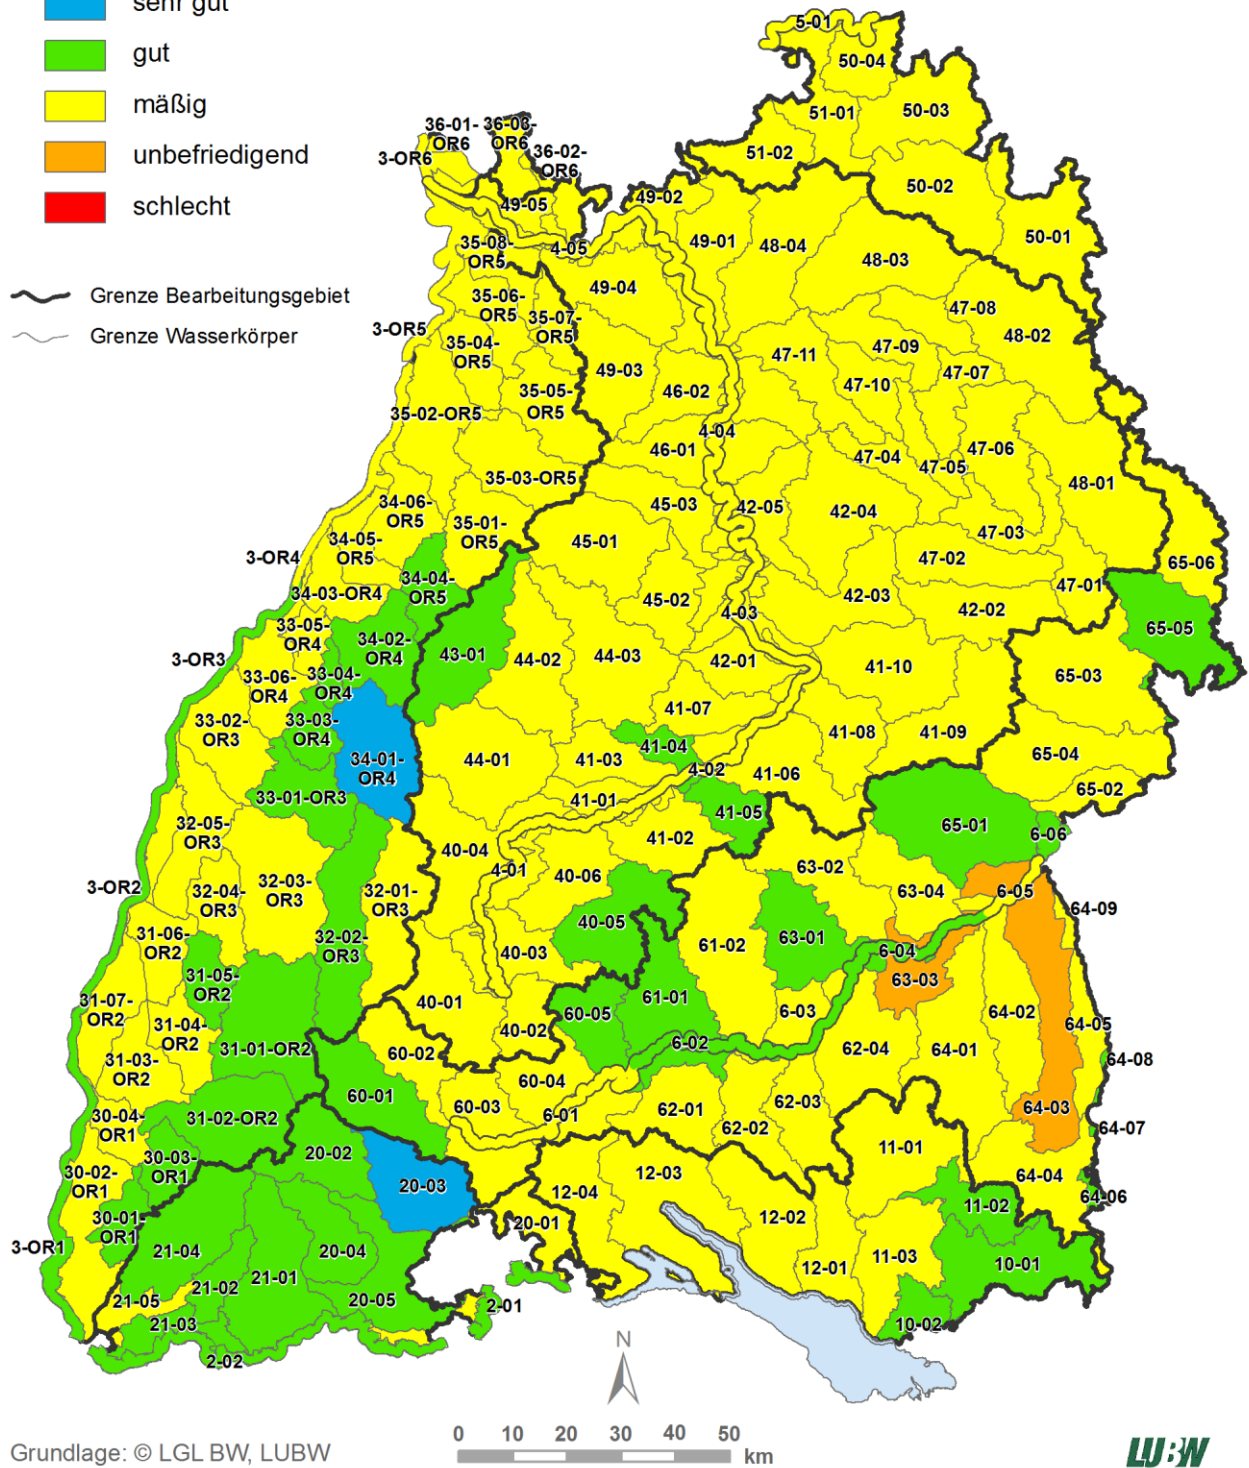 sehr gut
gut
mäßig
unbefriedigend
schlecht
Grenze Bearbeitungsgebiet
Grenze Wasserkörper
5-01
50-04
51-01
50-03
36-01-
OR6
36-03-
OR6
3-OR6
36-02-
OR6
51-02
50-02
49-02
49-05
50-01
35-08-
OR5
4-05
49-01
48-04
48-03
49-04
35-06-
OR5
35-07-
OR5
47-08
3-OR5
48-02
35-04-
OR5
47-11
47-09
49-03
47-07
46-02
47-10
35-05-
OR5
35-02-OR5
4-04
46-01
47-04
47-05
47-06
35-03-OR5
48-01
34-06-
OR5
45-03
42-05
42-04
35-01-
OR5
34-05-
OR5
45-01
47-03
3-OR4
47-02
65-06
34-04-
OR5
34-03-OR4
45-02
4-03
42-03
42-02
47-01
33-05-
OR4
34-02-
OR4
65-05
3-OR3
43-01
44-02
44-03
42-01
41-10
65-03
33-06-
OR4
33-04-
OR4
41-07
33-02-
OR3
33-03-
OR4
41-08
41-09
34-01-
OR4
44-01
41-03
41-04
4-02
41-06
65-04
65-02
33-01-OR3
41-01
41-05
65-01
6-06
32-05-
OR3
40-04
41-02
63-02
4-01
40-06
3-OR2
32-04-
OR3
32-03-
OR3
32-01-
OR3
63-04
6-05
64-09
40-05
31-06-
OR2
32-02-
OR3
40-03
61-02
63-01
6-04
31-05-
OR2
63-03
31-07-
OR2
40-01
61-01
60-05
6-03
64-02
64-05
31-04-
OR2
40-02
6-02
31-01-OR2
60-02
62-04
64-01
64-08
31-03-
OR2
60-04
60-01
60-03
6-01
62-01
62-02
62-03
64-03
30-04-
OR1
31-02-OR2
64-07
20-02
11-01
30-03-
OR1
30-02-
OR1
12-03
64-04
20-03
12-04
64-06
11-02
30-01-
OR1
20-01
12-02
3-OR1
21-04
20-04
11-03
10-01
21-01
12-01
21-02
21-05
20-05
2-01
21-03
10-02
2-02
N
0 10 20 30 40 50
km
Grundlage: © LGL BW, LUBW
LUBW